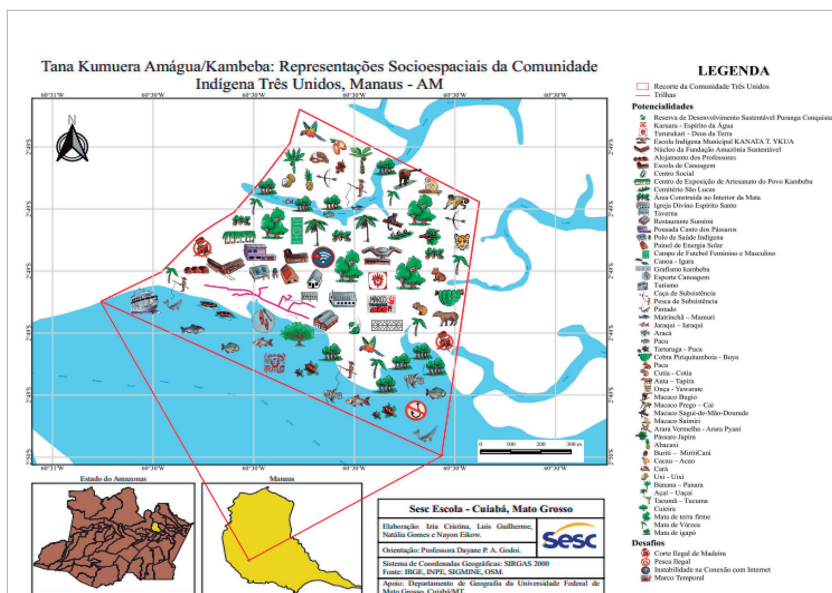 Tana Kumuera Amágua/Kambeba: Representações Socioespaciais da Comunidade
Indígena Três Unidos, Manaus - AM
N
MARCO
0 100 200 300 m
Estado do Amazonas
Manaus
Sesc Escola - Cuiabá, Mato Grosso
Elaboração: Izia Cristina, Luis Guilherme,
Natália Gomes e Nayon Eikow.
Orientação: Professora Dayane P. A. Godoi.
Sesc
Sistema de Coordenadas Geográficas: SIRGAS 2000
Fonte: IBGE, INPE, SIGMINE, OSM.
Apoio: Departamento de Geografia da Universidade Federal de
Mato Grosso, Cuiabá/MT.
LEGENDA
Recorte da Comunidade Três Unidos
Trilhas
Potencialidades
Reserva de Desenvolvimento Sustentável Puranga Conquista
Karuara - Espírito da Água
Tururukari - Deus da Terra
Escola Indígena Municipal KANATA T. YKUA
Núcleo da Fundação Amazônia Sustentável
Alojamento dos Professores
Escola de Canoagem
Centro Social
Centro de Exposição de Artesanato do Povo Kambeba
Cemitério São Lucas
Área Construída no Interior da Mata
Igreja Divino Espírito Santo
Taverna
Restaurante Sumimi
Pousada Canto dos Pássaros
Polo de Saúde Indígena
Painel de Energia Solar
Campo de Futebol Feminino e Masculino
Canoa - Igara
Grafismo kambeba
Esporte Canoagem
Turismo
Caça de Subsistência
Pesca de Subsistência
Pintado
Matrinxã – Mamuri
Jaraqui – Jaraqui
Aracá
Pacu
Tartaruga - Puca
Cobra Piriquitamboia - Buya
Paca
Cutia - Cotia
Anta – Tapira
Onça - Yawarate
Macaco Bugio
Macaco Prego – Cai
Macaco Sagui-de-Mão-Dourada
Macaco Saimiri
Arara Vermelha - Arara Pyani
Pássaro Japim
Abacaxi
Buriti – MiritiCará
Cacau – Acao
Cará
Uxi - Uixi
Banana – Panara
Açaí – Uaçaí
Tucumã – Tucuma
Cuieira
Mata de terra firme
Mata de Várzea
Mata de igapó
Desafios
Corte Ilegal de Madeira
Pesca Ilegal
Instabilidade na Conexão com Internet
Marco Temporal